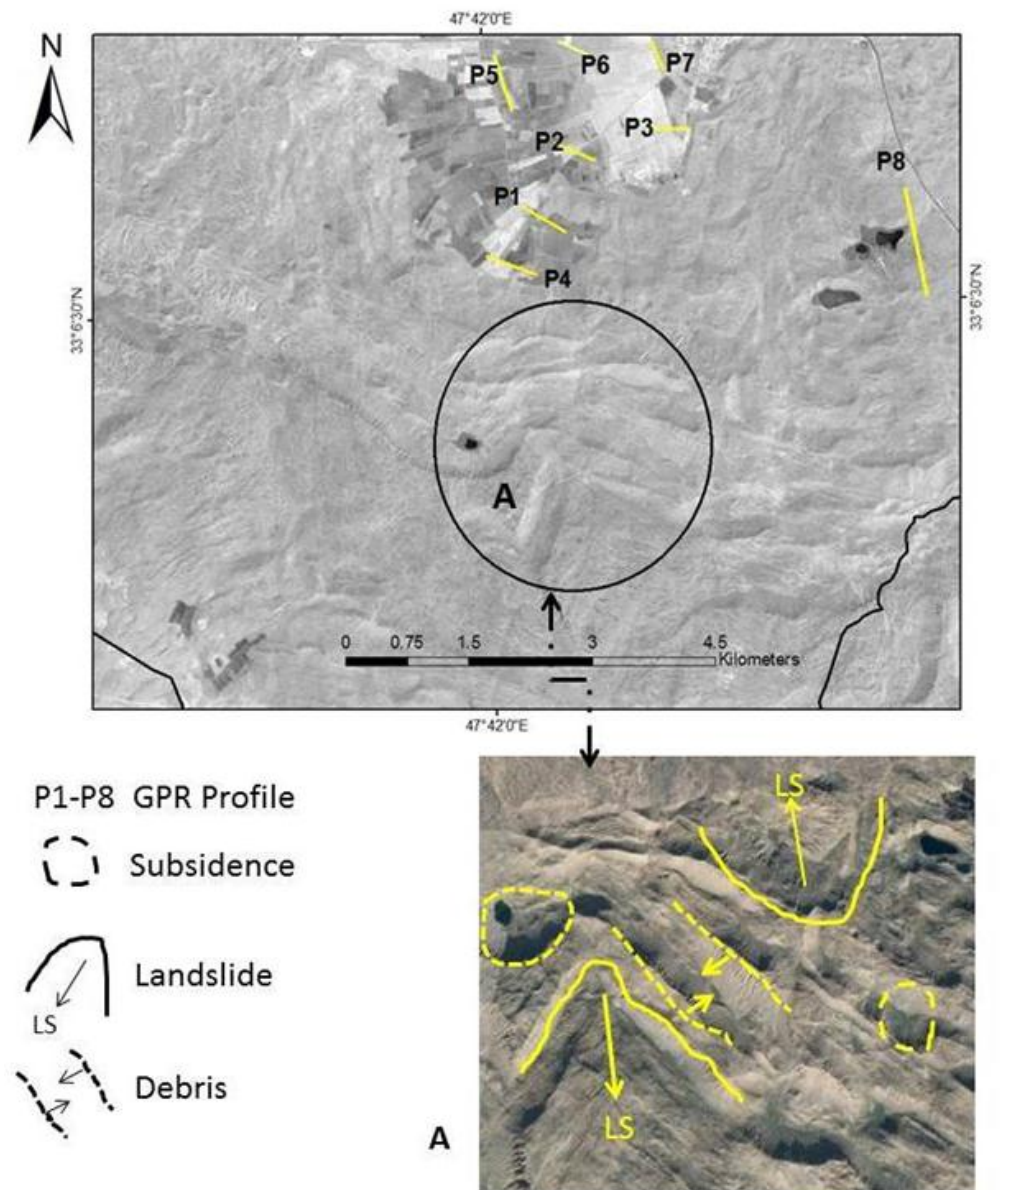 47°42'0"E
N
P5
P6
P7
P3
P2
P8
P1
P4
33°6'30"N
33°6'30"N
A
0 0.75 1.5 3 4.5
Kilometers
47°42'0"E
P1-P8 GPR Profile
Subsidence
Landslide
LS
Debris
LS
LS
A